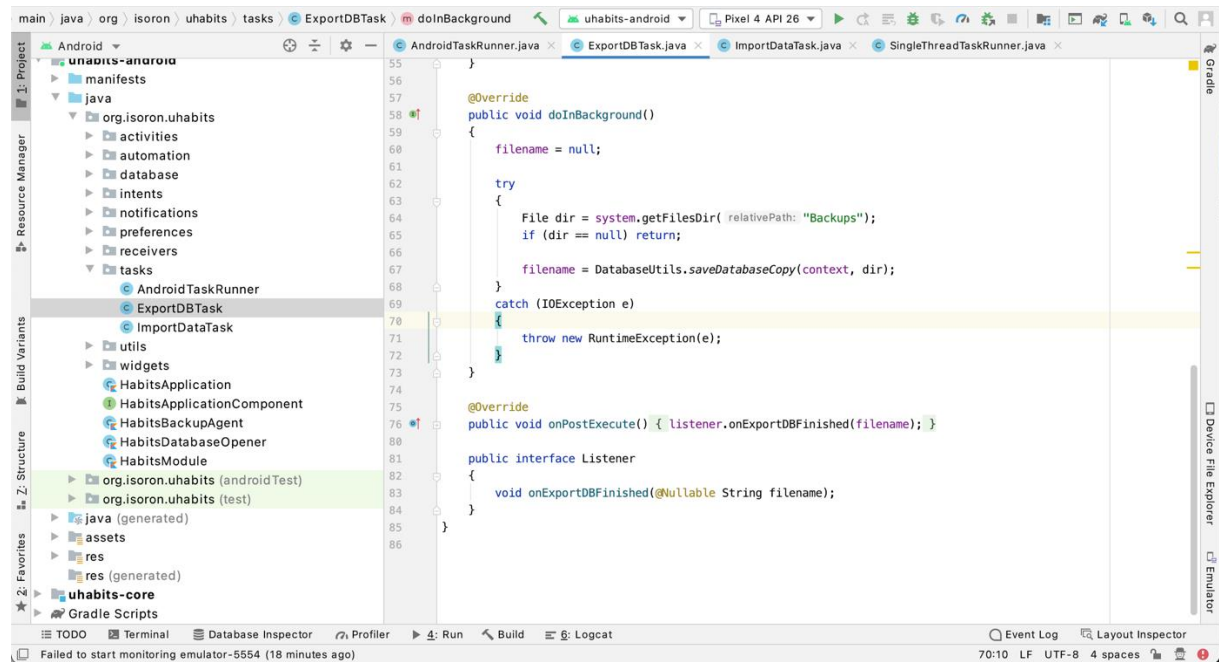 main › java › org › isoron › uhabits › tasks › ExportDBTask › doInBackground uhabits-android Pixel 4 API 26
1: Project
Resource Manager
Build Variants
Z: Structure
2: Favorites
Android
uhabits-android
manifests
java
org.isoron.uhabits
activities
automation
database
intents
notifications
preferences
receivers
tasks
AndroidTaskRunner
ExportDBTask
ImportDataTask
utils
widgets
HabitsApplication
HabitsApplicationComponent
HabitsBackupAgent
HabitsDatabaseOpener
HabitsModule
org.isoron.uhabits (androidTest)
org.isoron.uhabits (test)
java (generated)
assets
res
res (generated)
uhabits-core
Gradle Scripts
AndroidTaskRunner.java ExportDBTask.java ImportDataTask.java SingleThreadTaskRunner.java
55 }
56
57 @Override
58 public void doInBackground()
59 {
60 filename = null;
61
62 try
63 {
64 File dir = system.getFilesDir( relativePath: "Backups");
65 if (dir == null) return;
66
67 filename = DatabaseUtils.saveDatabaseCopy(context, dir);
68 }
69 catch (IOException e)
70 {
71 throw new RuntimeException(e);
72 }
73 }
74
75 @Override
76 public void onPostExecute() { listener.onExportDBFinished(filename); }
80
81 public interface Listener
82 {
83 void onExportDBFinished(@Nullable String filename);
84 }
85 }
86
Gradle
Device File Explorer
Emulator
TODO Terminal Database Inspector Profiler 4: Run Build 6: Logcat Event Log Layout Inspector
Failed to start monitoring emulator-5554 (18 minutes ago) 70:10 LF UTF-8 4 spaces